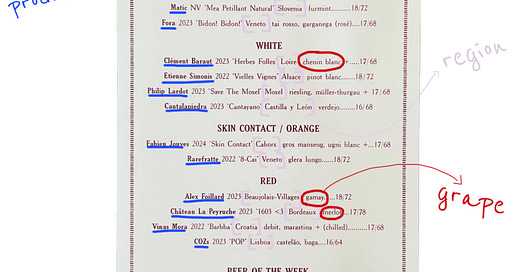 Matic NV 'Mea Petillant Natural' Slovenia furmint.........18/72
Fora 2023 'Bidon! Bidon!' Veneto tai rosso, garganega (rosé)....17/68
WHITE
Clément Baraut 2023 'Herbes Folles' Loire chenin blanc +....17/68
Etienne Simonis 2022 'Vielles Vignes' Alsace pinot blanc.......18/72
Philip Lardot 2023 'Save The Mosel' Mosel riesling, müller-thurgau + 17/68
Cantalapiedra 2023 'Cantayano' Castilla y León verdejo........16/68
region
SKIN CONTACT / ORANGE
Fabien Jouves 2024 'Skin Contact' Cahors gros manseng, ugni blanc +...17/68
Rarefratte 2022 '8-Cai' Veneto glera lungo......18/72
RED
Alex Foillard 2023 Beaujolais-Villages gamay....18/72
Château La Peyruche '1603 <3' Bordeaux merlot...17/78
grape
Vinas Mora 2022 'Barbba' Croatia debit, marastina + (chilled).........17/68
COZs 2023 'POP' Lisboa castelão, baga....16/64
BEER OF THE WEEK